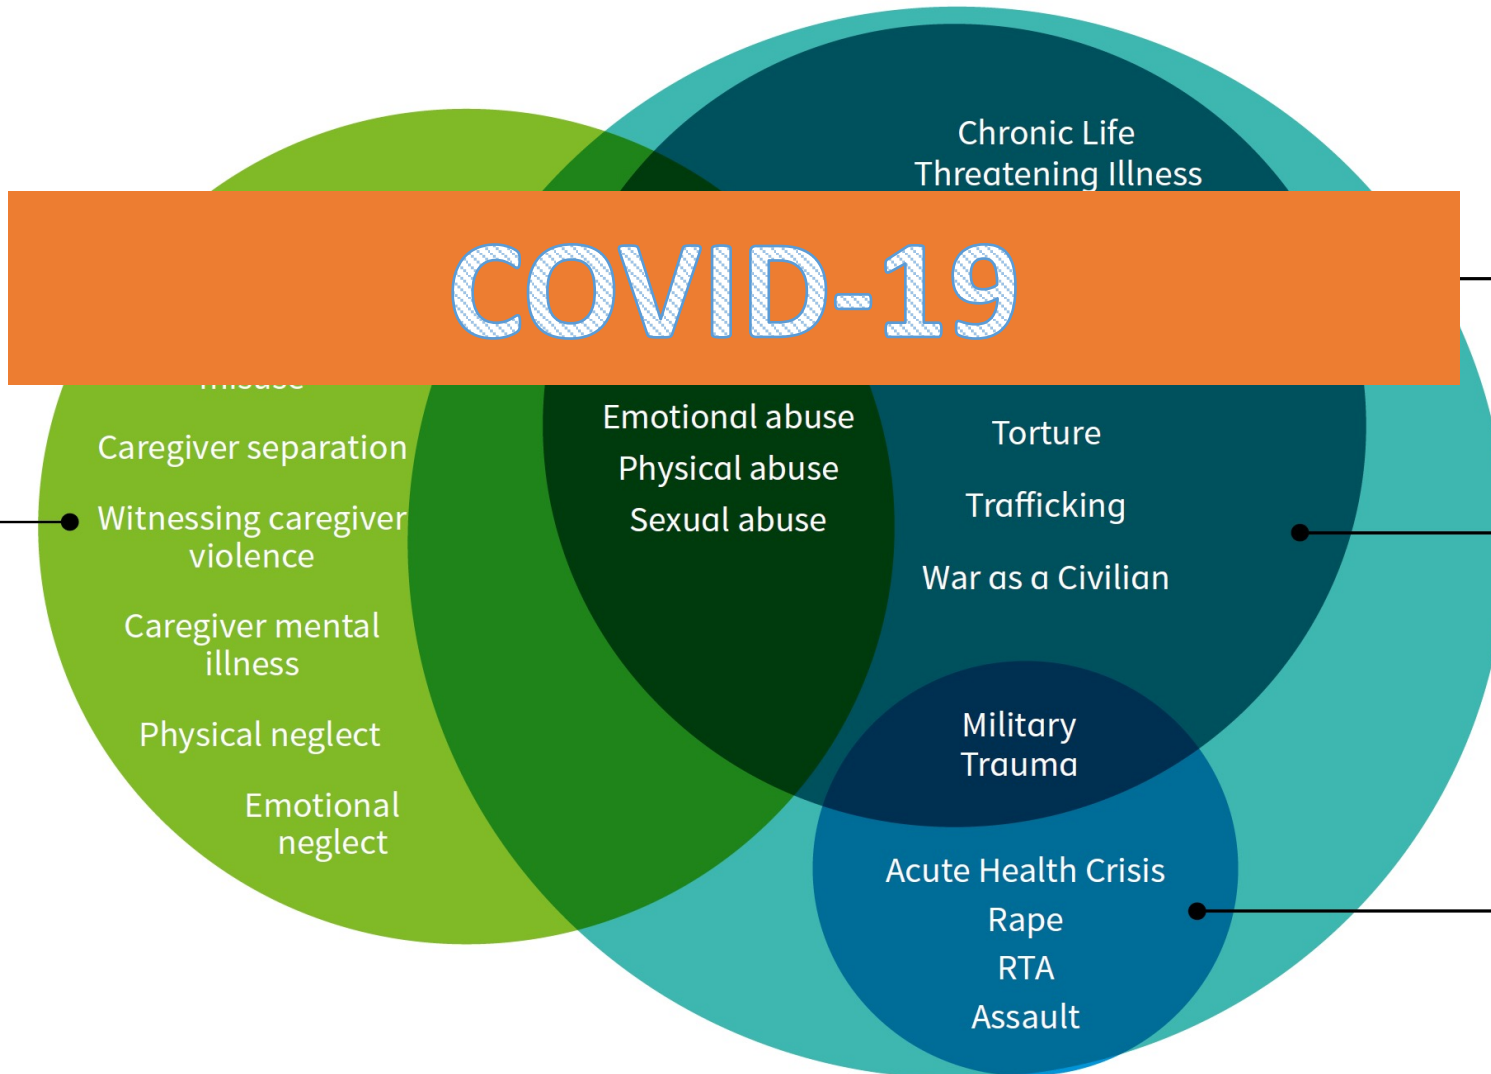 Chronic Life
Threatening Illness
COVID-19
misuse
Caregiver separation
Witnessing caregiver
violence
Caregiver mental
illness
Physical neglect
Emotional
neglect
Emotional abuse
Physical abuse
Sexual abuse
Torture
Trafficking
War as a Civilian
Military
Trauma
Acute Health Crisis
Rape
RTA
Assault